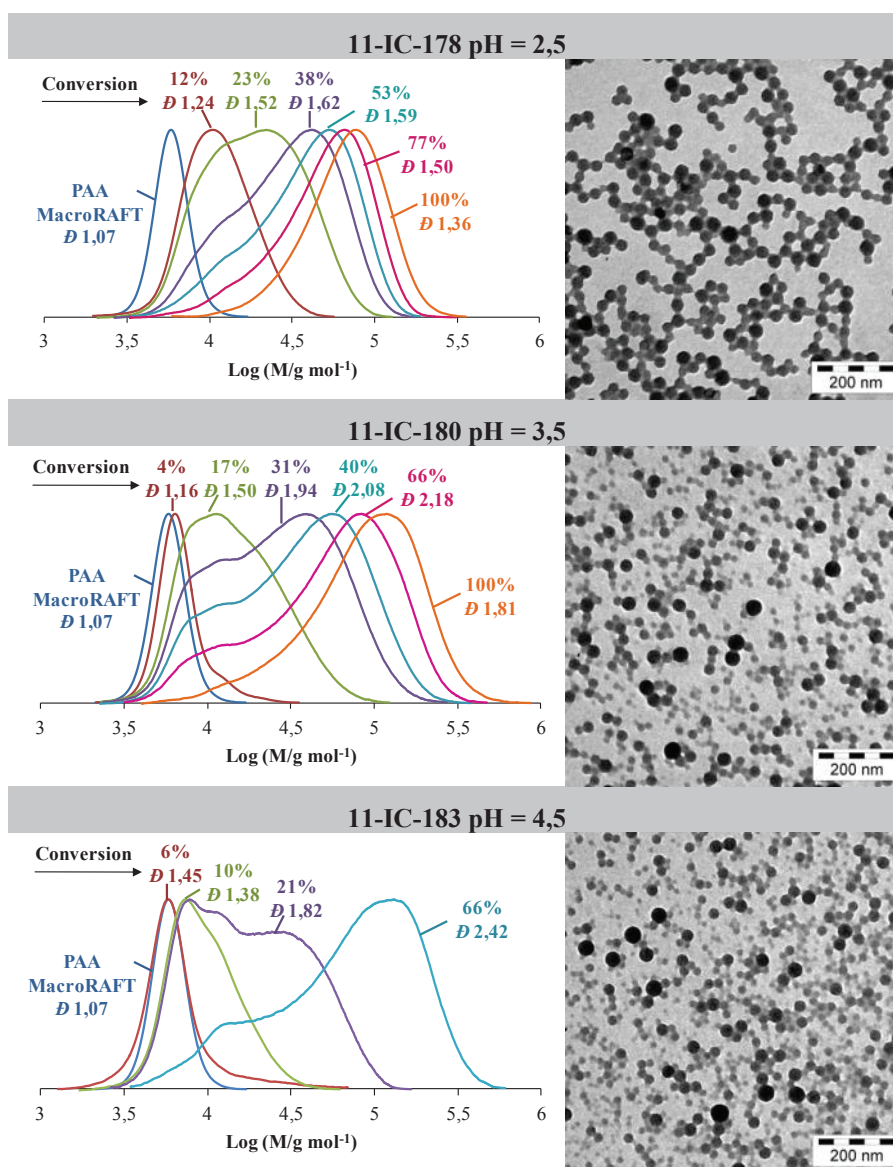 11-IC-178 pH = 2,5
Conversion
12%
Đ 1,24
23%
Đ 1,52
38%
Đ 1,62
53%
Đ 1,59
77%
Đ 1,50
100%
Đ 1,36
PAA
MacroRAFT
Đ 1,07
3 3,5 4 4,5 5 5,5 6
Log (M/g mol⁻¹)
200 nm
11-IC-180 pH = 3,5
Conversion
4%
Đ 1,16
17%
Đ 1,50
31%
Đ 1,94
40%
Đ 2,08
66%
Đ 2,18
100%
Đ 1,81
PAA
MacroRAFT
Đ 1,07
3 3,5 4 4,5 5 5,5 6
Log (M/g mol⁻¹)
200 nm
11-IC-183 pH = 4,5
Conversion
6%
Đ 1,45
10%
Đ 1,38
21%
Đ 1,82
66%
Đ 2,42
PAA
MacroRAFT
Đ 1,07
3 3,5 4 4,5 5 5,5 6
Log (M/g mol⁻¹)
200 nm